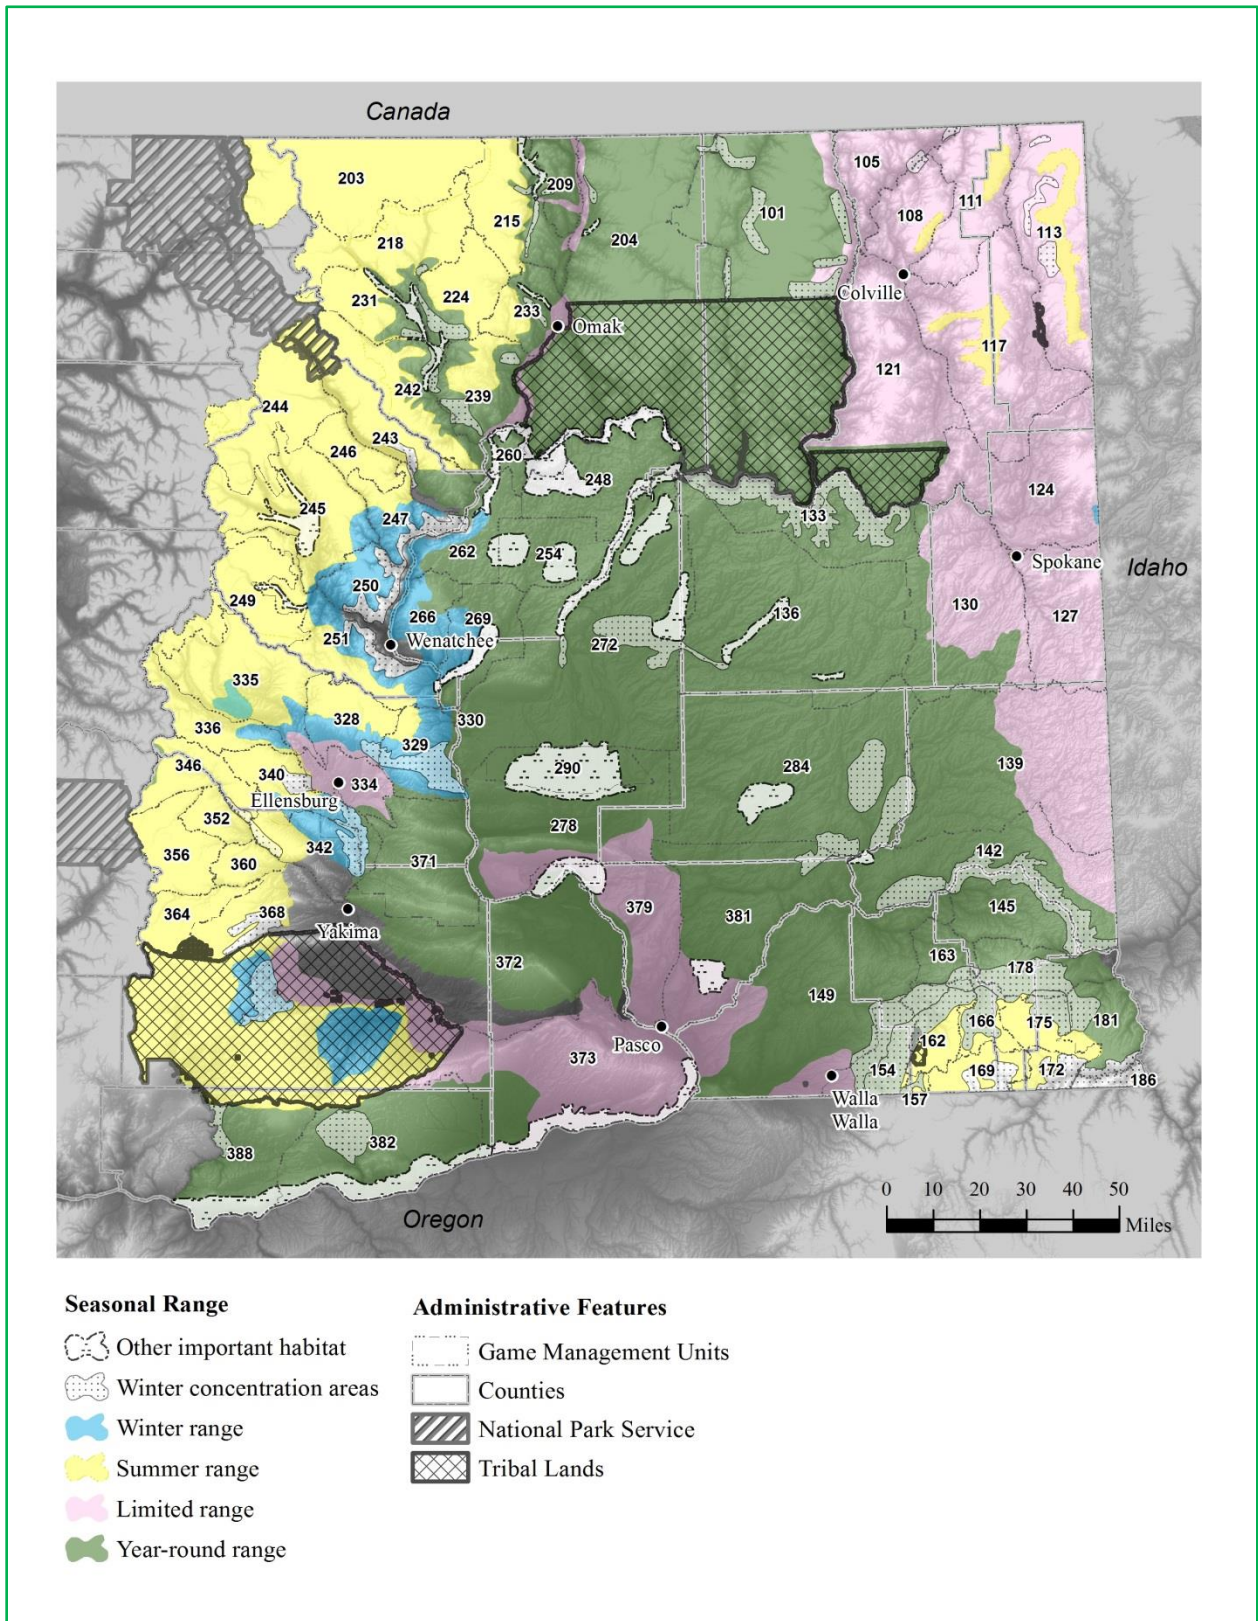 Canada
203
209
105
215
101
108
111
113
204
218
231
224
233
Colville
Omak
117
121
242
239
244
243
246
260
248
124
245
247
133
262
254
Spokane
Idaho
250
249
266
269
136
130
127
251
Wenatchee
272
335
328
330
336
329
139
346
340
334
290
284
Ellensburg
352
278
342
142
356
360
371
364
368
379
381
145
Yakima
163
372
178
149
166
175
181
162
373
Pasco
154
169
172
186
157
Walla
Walla
382
388
Oregon
0 10 20 30 40 50
Miles
Seasonal Range
Other important habitat
Winter concentration areas
Winter range
Summer range
Limited range
Year-round range
Administrative Features
Game Management Units
Counties
National Park Service
Tribal Lands